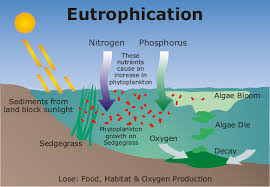 Eutrophication
Nitrogen
Phosphorus
These
nutrients
cause an
increase in
phytoplankton
Sediments from
land block sunlight
Algae Bloom
Phytoplankton
growth on
Sedgegrass
Oxygen
Algae Die
Sedgegrass
Decay
Lose: Food, Habitat & Oxygen Production